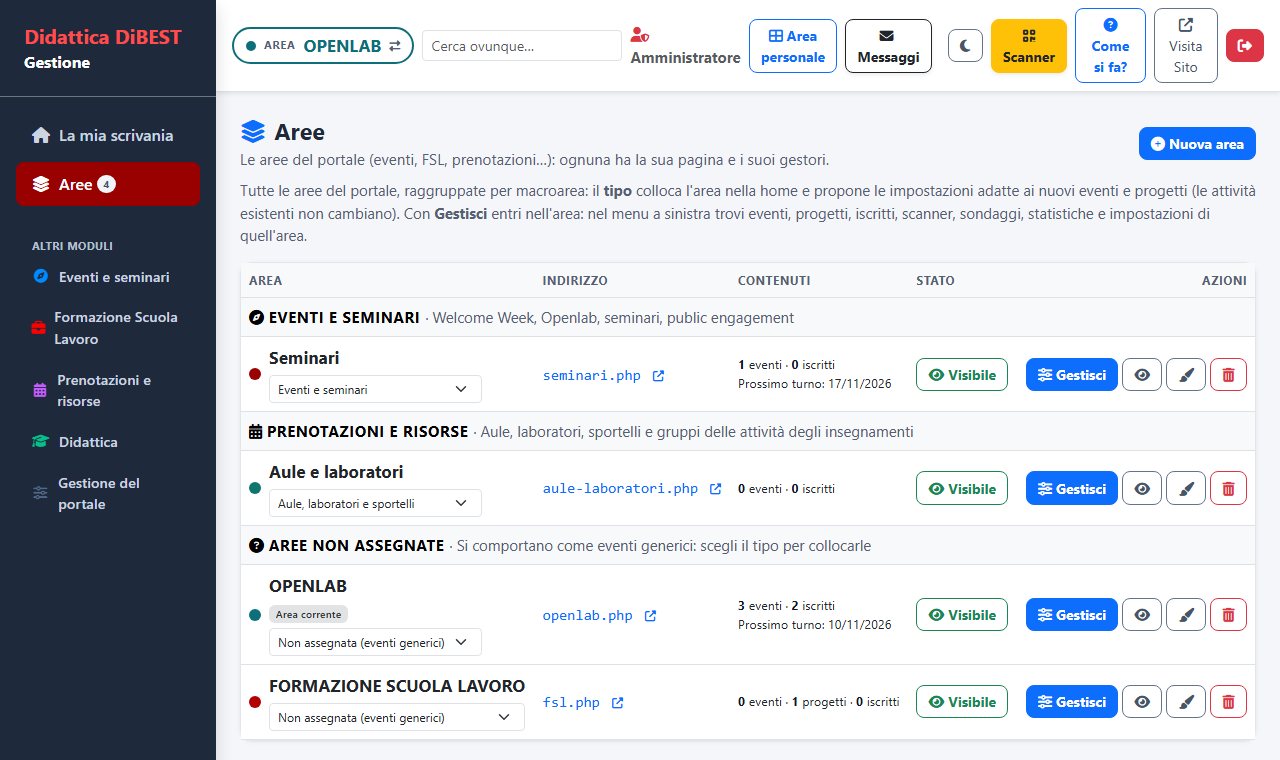 Didattica DiBEST
Gestione
La mia scrivania
Aree 4
ALTRI MODULI
Eventi e seminari
Formazione Scuola
Lavoro
Prenotazioni e
risorse
Didattica
Gestione del
portale
AREA OPENLAB
Cerca ovunque...
Amministratore
Area
personale
Messaggi
Scanner
Come
si fa?
Visita
Sito
Aree
Le aree del portale (eventi, FSL, prenotazioni...): ognuna ha la sua pagina e i suoi gestori.
Nuova area
Tutte le aree del portale, raggruppate per macroarea: il tipo colloca l'area nella home e propone le impostazioni adatte ai nuovi eventi e progetti (le attività
esistenti non cambiano). Con Gestisci entri nell'area: nel menu a sinistra trovi eventi, progetti, iscritti, scanner, sondaggi, statistiche e impostazioni di
quell'area.
AREA INDIRIZZO CONTENUTI STATO AZIONI
EVENTI E SEMINARI · Welcome Week, Openlab, seminari, public engagement
Seminari
Eventi e seminari
seminari.php
1 eventi · 0 iscritti
Prossimo turno: 17/11/2026
Visibile
Gestisci
PRENOTAZIONI E RISORSE · Aule, laboratori, sportelli e gruppi delle attività degli insegnamenti
Aule e laboratori
Aule, laboratori e sportelli
aule-laboratori.php
0 eventi · 0 iscritti
Visibile
Gestisci
AREE NON ASSEGNATE · Si comportano come eventi generici: scegli il tipo per collocarle
OPENLAB
Area corrente
Non assegnata (eventi generici)
openlab.php
3 eventi · 2 iscritti
Prossimo turno: 10/11/2026
Visibile
Gestisci
FORMAZIONE SCUOLA LAVORO
Non assegnata (eventi generici)
fsl.php
0 eventi · 1 progetti · 0 iscritti
Visibile
Gestisci